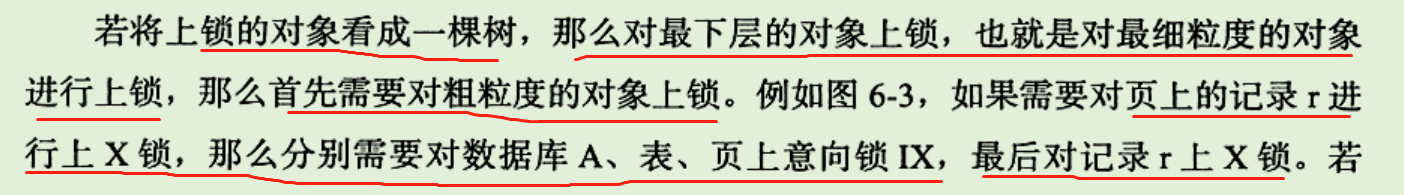 若将上锁的对象看成一棵树，那么对最下层的对象上锁，也就是对最细粒度的对象
进行上锁，那么首先需要对粗粒度的对象上锁。例如图 6-3，如果需要对页上的记录 r 进
行上 X 锁，那么分别需要对数据库 A、表、页上意向锁 IX，最后对记录 r 上 X 锁。若